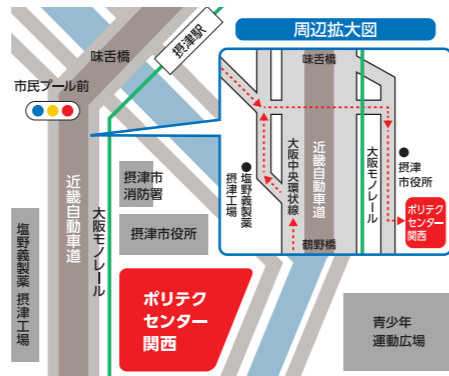 味舌橋
摂津駅
市民プール前
近畿自動車道
大阪モノレール
摂津市
消防署
摂津市役所
塩野義製薬 摂津工場
ポリテク
センター
関西
青少年
運動広場
周辺拡大図
味舌橋
塩野義製薬
摂津工場
大阪中央環状線
近畿自動車道
大阪モノレール
摂津
市役所
ポリテク
センター
関西
鶴野橋